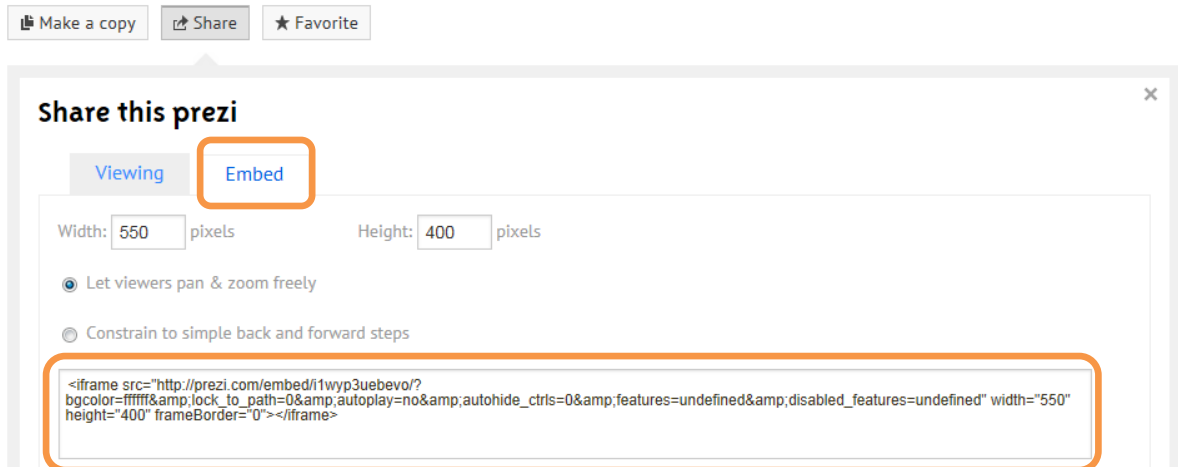 Make a copy Share Favorite
×
Share this prezi
Viewing Embed
Width: 550 pixels Height: 400 pixels
Let viewers pan & zoom freely
Constrain to simple back and forward steps
<iframe src="http://prezi.com/embed/i1wyp3uebevo/?
bgcolor=ffffff&amp;lock_to_path=0&amp;autoplay=no&amp;autohide_ctrls=0&amp;features=undefined&amp;disabled_features=undefined" width="550"
height="400" frameBorder="0"></iframe>